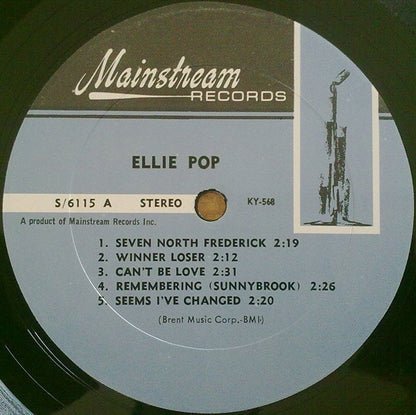 Mainstream
RECORDS
ELLIE POP
S/6115 A STEREO KY-568
A product of Mainstream Records Inc.
1. SEVEN NORTH FREDERICK 2:19
2. WINNER LOSER 2:12
3. CAN'T BE LOVE 2:31
4. REMEMBERING (SUNNYBROOK) 2:26
5. SEEMS I'VE CHANGED 2:20
(Brent Music Corp.-BMI)